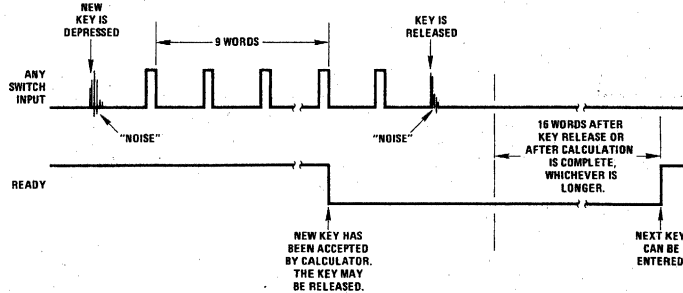 NEW
KEY IS
DEPRESSED
9 WORDS
KEY IS
RELEASED
ANY
SWITCH
INPUT
"NOISE"
"NOISE"
16 WORDS AFTER
KEY RELEASE OR
AFTER CALCULATION
IS COMPLETE,
WHICHEVER IS
LONGER.
READY
NEW KEY HAS
BEEN ACCEPTED
BY CALCULATOR.
THE KEY MAY
BE RELEASED.
NEXT KEY
CAN BE
ENTERED